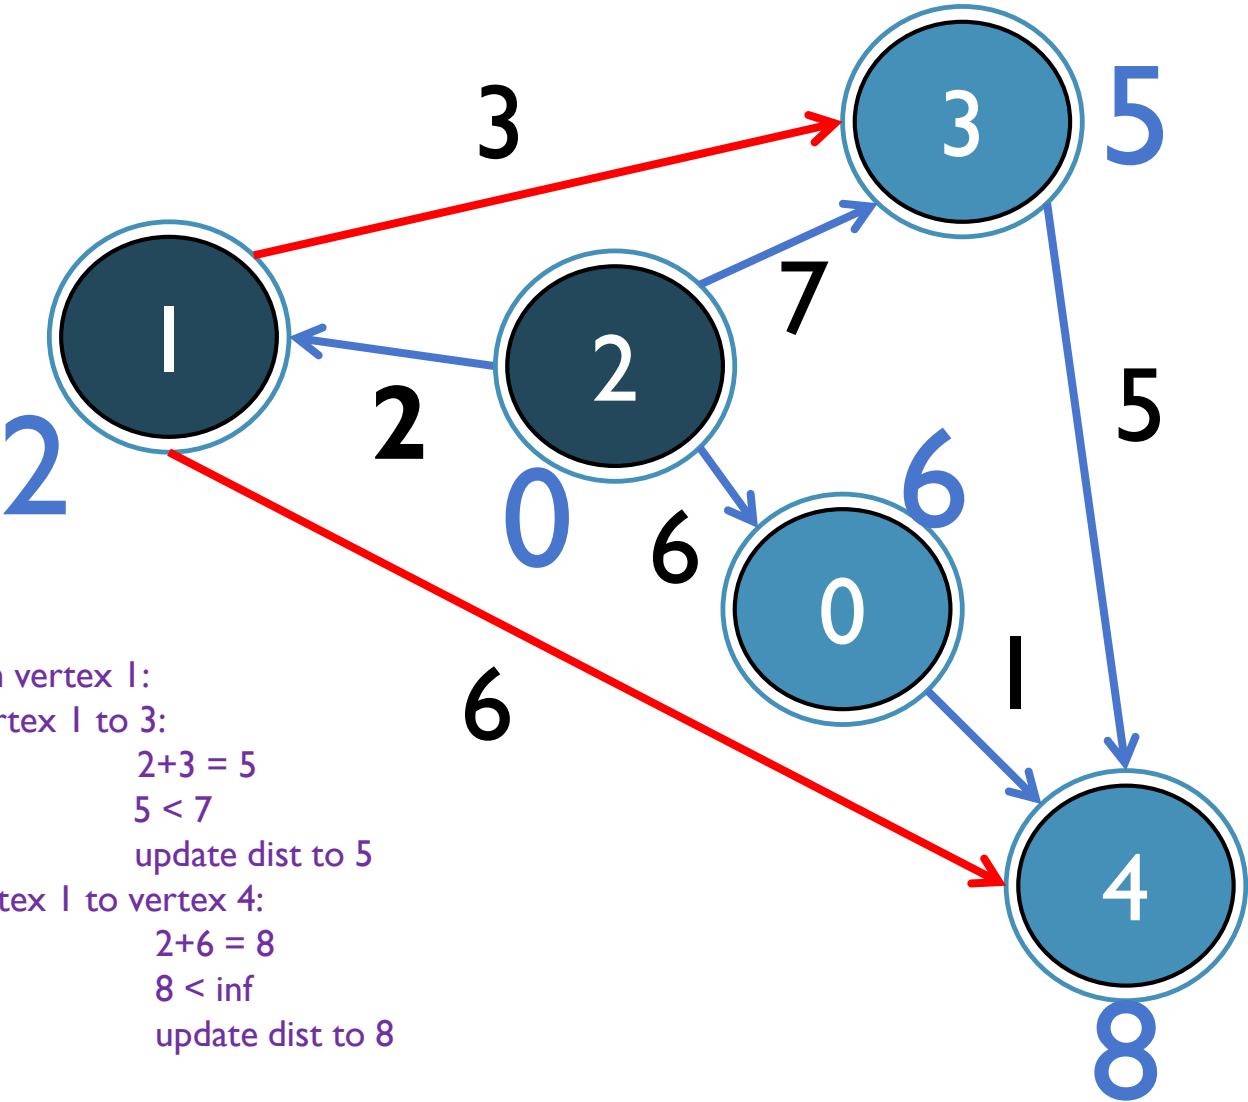 3
3
5
7
1
2
2
2
0
6
6
0
5
1
6
vertex 1:
1 to 3:
2+3 = 5
5 < 7
update dist to 5
1 to vertex 4:
2+6 = 8
8 < inf
update dist to 8
4
8